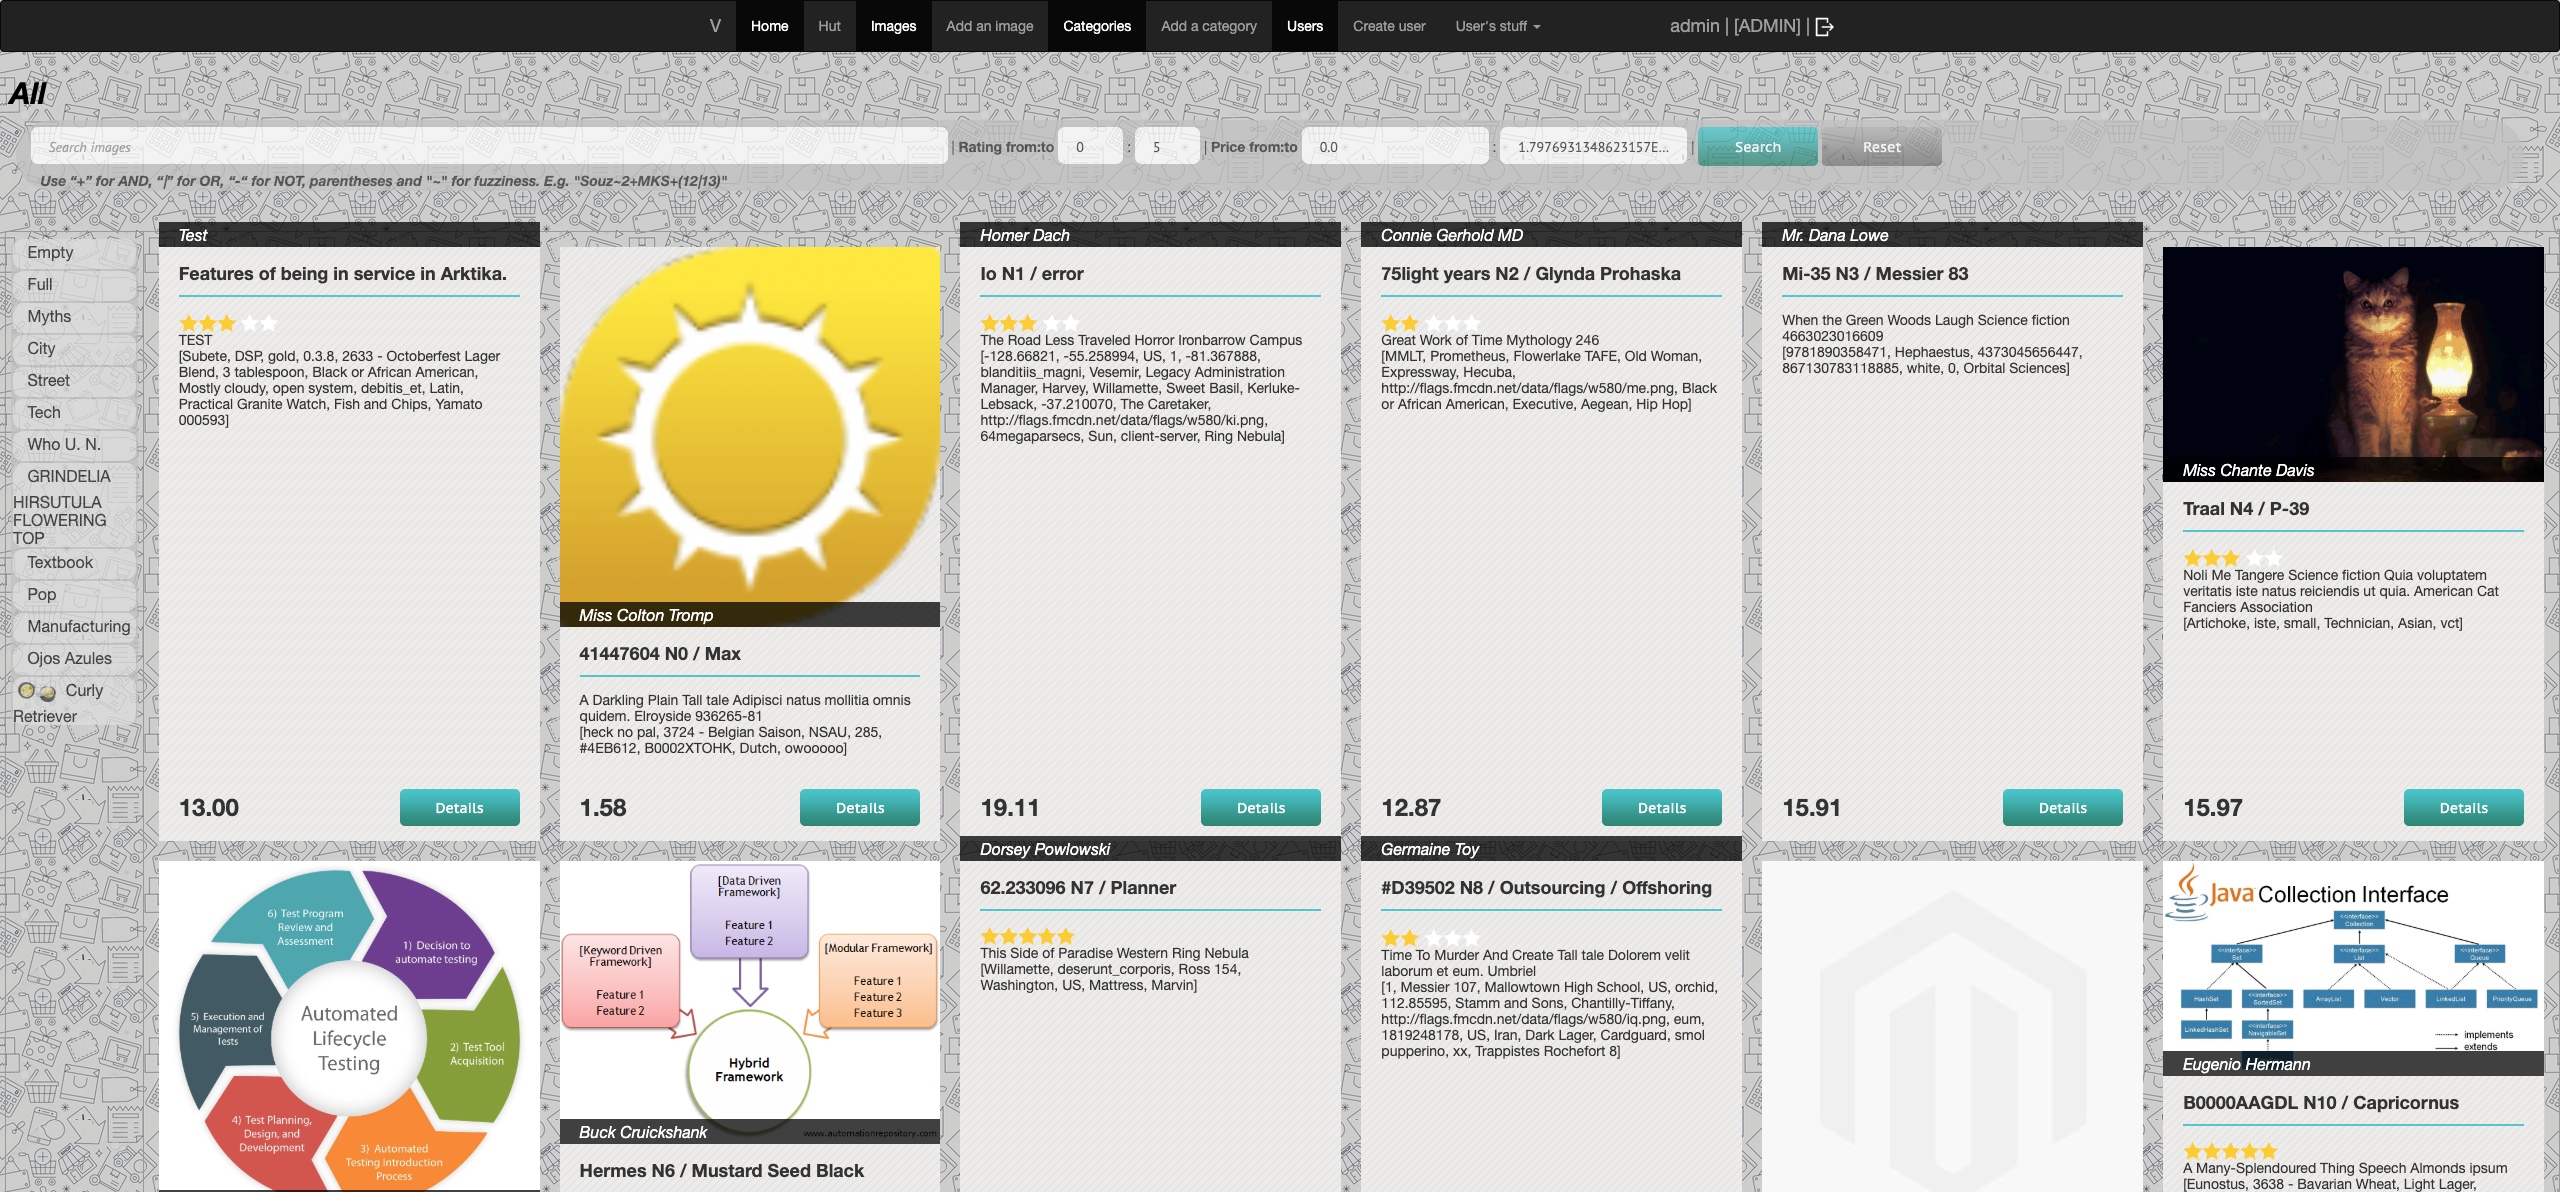 V Home Hut Images Add an image Categories Add a category Users Create user User's stuff admin | [ADMIN] |
All
Search images | Rating from:to 0 : 5 | Price from:to 0.0 : 1.7976931348623157E... | Search Reset
Use “+” for AND, “|” for OR, “-“ for NOT, parentheses and "~" for fuzziness. E.g. "Souz~2+MKS+(12|13)"
Empty
Full
Myths
City
Street
Tech
Who U. N.
GRINDELIA
HIRSUTULA
FLOWERING
TOP
Textbook
Pop
Manufacturing
Ojos Azules
Curly
Retriever
Test
Features of being in service in Arktika.
TEST
[Subete, DSP, gold, 0.3.8, 2633 - Octoberfest Lager
Blend, 3 tablespoon, Black or African American,
Mostly cloudy, open system, debitis_et, Latin,
Practical Granite Watch, Fish and Chips, Yamato
000593]
13.00 Details
Miss Colton Tromp
41447604 N0 / Max
A Darkling Plain Tall tale Adipisci natus mollitia omnis
quidem. Elroyside 936265-81
[heck no pal, 3724 - Belgian Saison, NSAU, 285,
#4EB612, B0002XTOHK, Dutch, owooooo]
1.58 Details
Homer Dach
Io N1 / error
The Road Less Traveled Horror Ironbarrow Campus
[-128.66821, -55.258994, US, 1, -81.367888,
blanditiis_magni, Vesemir, Legacy Administration
Manager, Harvey, Willamette, Sweet Basil, Kerluke-
Lebsack, -37.210070, The Caretaker,
http://flags.fmcdn.net/data/flags/w580/ki.png,
64megaparsecs, Sun, client-server, Ring Nebula]
19.11 Details
Connie Gerhold MD
75light years N2 / Glynda Prohaska
Great Work of Time Mythology 246
[MMLT, Prometheus, Flowerlake TAFE, Old Woman,
Expressway, Hecuba,
http://flags.fmcdn.net/data/flags/w580/me.png, Black
or African American, Executive, Aegean, Hip Hop]
12.87 Details
Mr. Dana Lowe
Mi-35 N3 / Messier 83
When the Green Woods Laugh Science fiction
4663023016609
[9781890358471, Hephaestus, 4373045656447,
867130783118885, white, 0, Orbital Sciences]
15.91 Details
Miss Chante Davis
Traal N4 / P-39
Noli Me Tangere Science fiction Quia voluptatem
veritatis iste natus reiciendis ut quia. American Cat
Fanciers Association
[Artichoke, iste, small, Technician, Asian, vct]
15.97 Details
Automated
Lifecycle
Testing
1) Decision to
automate testing
2) Test Tool
Acquisition
3) Automated
Testing Introduction
Process
4) Test Planning,
Design, and
Development
5) Execution and
Management of
Tests
6) Test Program
Review and
Assessment
[Data Driven
Framework]
Feature 1
Feature 2
[Keyword Driven
Framework]
Feature 1
Feature 2
[Modular Framework]
Feature 1
Feature 2
Feature 3
Hybrid
Framework
www.automationrepository.com
Buck Cruickshank
Hermes N6 / Mustard Seed Black
Dorsey Powlowski
62.233096 N7 / Planner
This Side of Paradise Western Ring Nebula
[Willamette, deserunt_corporis, Ross 154,
Washington, US, Mattress, Marvin]
Germaine Toy
#D39502 N8 / Outsourcing / Offshoring
Time To Murder And Create Tall tale Dolorem velit
laborum et eum. Umbriel
[1, Messier 107, Mallowtown High School, US, orchid,
112.85595, Stamm and Sons, Chantilly-Tiffany,
http://flags.fmcdn.net/data/flags/w580/iq.png, eum,
1819248178, US, Iran, Dark Lager, Cardguard, smol
pupperino, xx, Trappistes Rochefort 8]
Java Collection Interface
<<interface>>
Collection
<<interface>> <<interface>> <<interface>>
Set List Queue
HashSet <<interface>> SortedSet ArrayList Vector LinkedList PriorityQueue
LinkedHashSet <<interface>> NavigableSet
implements
extends
Eugenio Hermann
B0000AAGDL N10 / Capricornus
A Many-Splendoured Thing Speech Almonds ipsum
[Eunostus, 3638 - Bavarian Wheat, Light Lager,